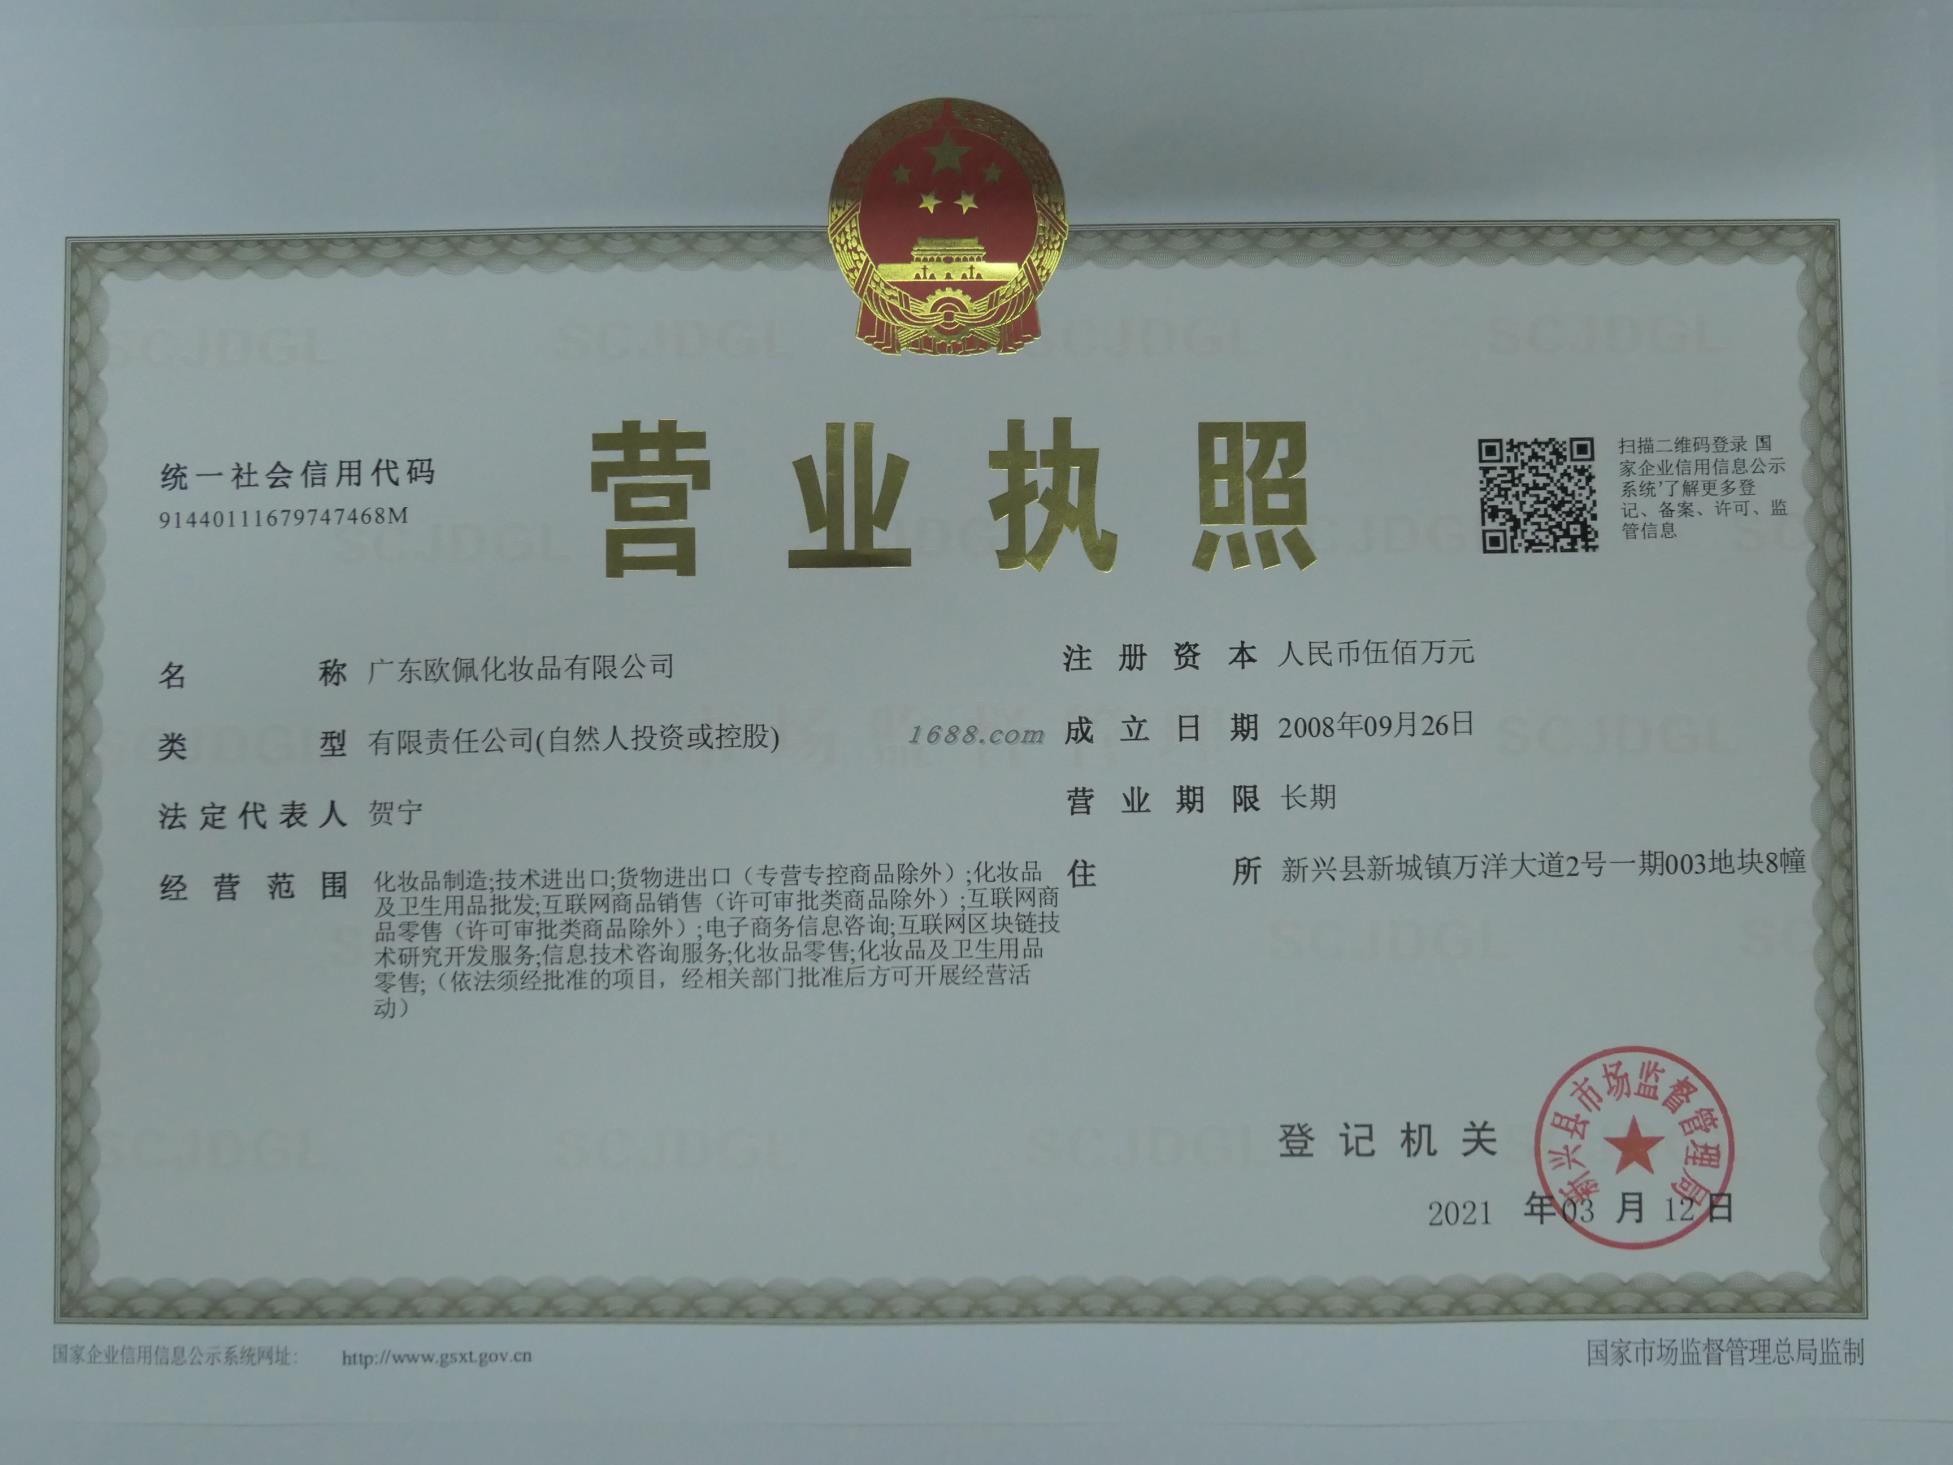 营业执照
统一社会信用代码
91440111679747468M
扫描二维码登录 国
家企业信用信息公示
系统'了解更多登
记、备案、许可、监
管信息
名称 广东欧佩化妆品有限公司
类型 有限责任公司(自然人投资或控股)
法定代表人 贺宁
经营范围 化妆品制造;技术进出口;货物进出口（专营专控商品除外）;化妆品
及卫生用品批发;互联网商品销售（许可审批类商品除外）;互联网商
品零售（许可审批类商品除外）;电子商务信息咨询;互联网区块链技
术研究开发服务;信息技术咨询服务;化妆品零售;化妆品及卫生用品
零售;（依法须经批准的项目，经相关部门批准后方可开展经营活
动）
1688.com
注册资本 人民币伍佰万元
成立日期 2008年09月26日
营业期限 长期
住所 新兴县新城镇万洋大道2号一期003地块8幢
登记机关
新兴县市场监督管理局
2021 年 03 月 12 日
国家企业信用信息公示系统网址： http://www.gsxt.gov.cn
国家市场监督管理总局监制
SCJDGL
市场监督管理